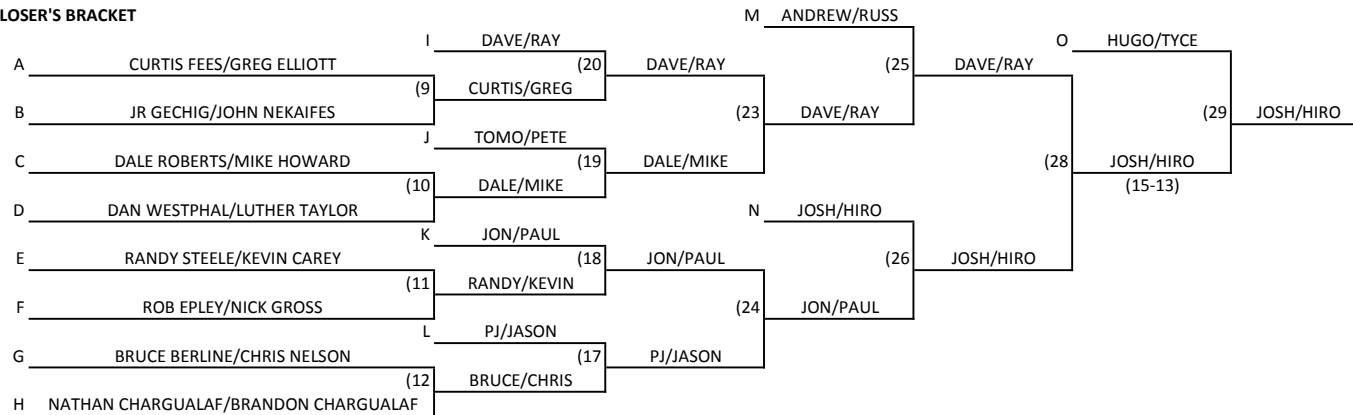 LOSER'S BRACKET
M ANDREW/RUSS
I DAVE/RAY
O HUGO/TYCE
A CURTIS FEES/GREG ELLIOTT
(20 DAVE/RAY
(25 DAVE/RAY
(9 CURTIS/GREG
B JR GECHIG/JOHN NEKAIFES
(23 DAVE/RAY
(29 JOSH/HIRO
J TOMO/PETE
C DALE ROBERTS/MIKE HOWARD
(19 DALE/MIKE
(28 JOSH/HIRO
(10 DALE/MIKE
(15-13)
D DAN WESTPHAL/LUTHER TAYLOR
N JOSH/HIRO
K JON/PAUL
E RANDY STEELE/KEVIN CAREY
(18 JON/PAUL
(26 JOSH/HIRO
(11 RANDY/KEVIN
F ROB EPLEY/NICK GROSS
(24 JON/PAUL
L PJ/JASON
G BRUCE BERLINE/CHRIS NELSON
(17 PJ/JASON
(12 BRUCE/CHRIS
H NATHAN CHARGUALAF/BRANDON CHARGUALAF